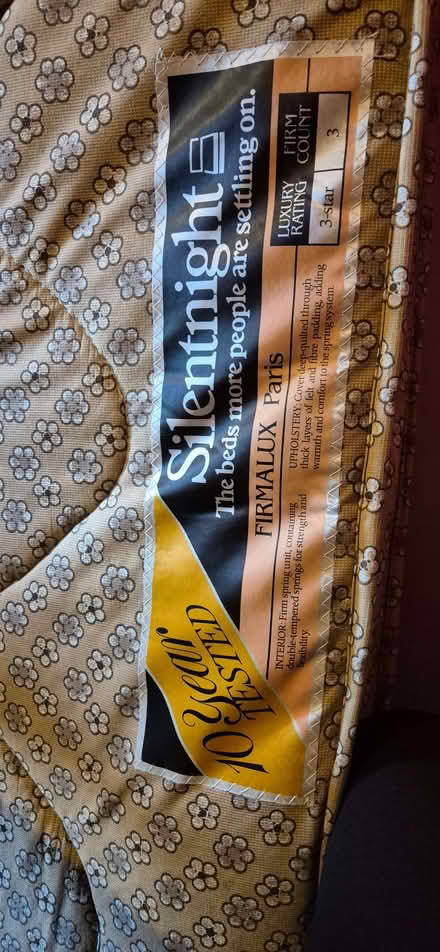 Silentnight
The beds more people are settling on.
10 Year
TESTED
FIRMALUX Paris
INTERIOR: Firm spring unit, containing
double-tempered springs for strength and
flexibility
UPHOLSTERY: Cover deep-quilted through
thick layers of felt and fibre padding, adding
warmth and comfort to the spring system
LUXURY
RATING
FIRM
COUNT
3-star
3